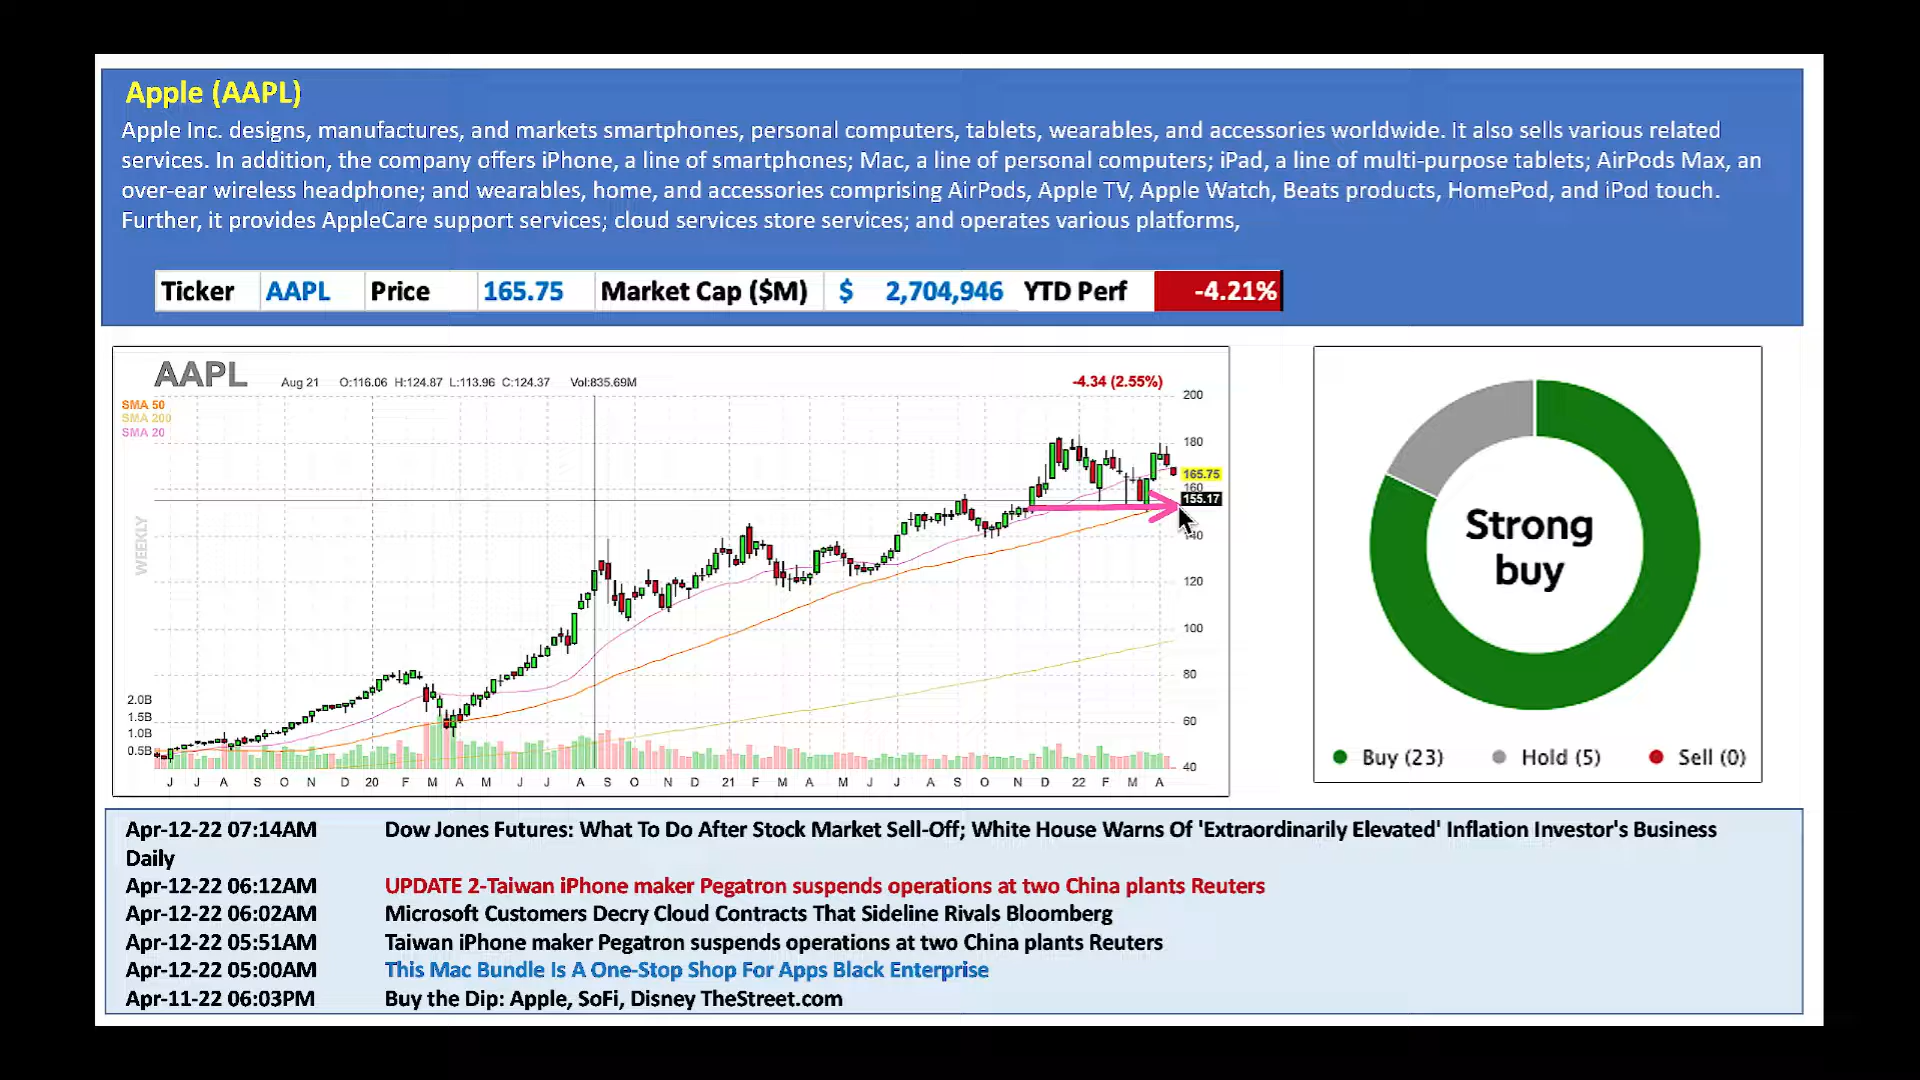 Apple (AAPL)
Apple Inc. designs, manufactures, and markets smartphones, personal computers, tablets, wearables, and accessories worldwide. It also sells various related
services. In addition, the company offers iPhone, a line of smartphones; Mac, a line of personal computers; iPad, a line of multi-purpose tablets; AirPods Max, an
over-ear wireless headphone; and wearables, home, and accessories comprising AirPods, Apple TV, Apple Watch, Beats products, HomePod, and iPod touch.
Further, it provides AppleCare support services; cloud services store services; and operates various platforms,
Ticker AAPL Price 165.75 Market Cap ($M) $ 2,704,946 YTD Perf -4.21%
AAPL Aug 21 O:116.06 H:124.87 L:113.96 C:124.37 Vol:835.69M -4.34 (2.55%)
SMA 50
SMA 200
SMA 20
WEEKLY
200
180
165.75
160
155.17
140
120
100
80
60
40
2.0B
1.5B
1.0B
0.5B
J J A S O N D 20 F M A M J J A S O N D 21 F M A M J J A S O N D 22 F M A
Strong
buy
Buy (23) Hold (5) Sell (0)
Apr-12-22 07:14AM Dow Jones Futures: What To Do After Stock Market Sell-Off; White House Warns Of 'Extraordinarily Elevated' Inflation Investor's Business
Daily
Apr-12-22 06:12AM UPDATE 2-Taiwan iPhone maker Pegatron suspends operations at two China plants Reuters
Apr-12-22 06:02AM Microsoft Customers Decry Cloud Contracts That Sideline Rivals Bloomberg
Apr-12-22 05:51AM Taiwan iPhone maker Pegatron suspends operations at two China plants Reuters
Apr-12-22 05:00AM This Mac Bundle Is A One-Stop Shop For Apps Black Enterprise
Apr-11-22 06:03PM Buy the Dip: Apple, SoFi, Disney TheStreet.com